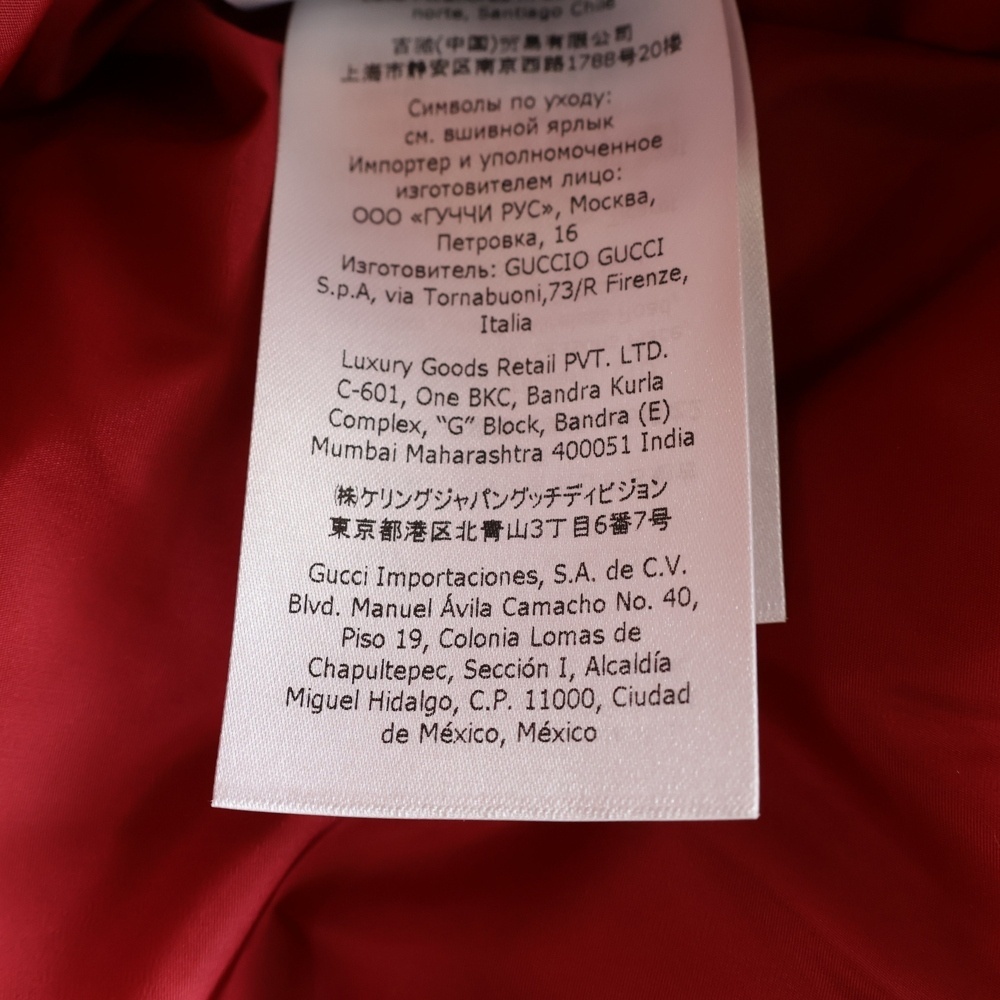 norte, Santiago Chile
古驰(中国)贸易有限公司
上海市静安区南京西路1788号20楼
Символы по уходу:
см. вшивной ярлык
Импортер и уполномоченное
изготовителем лицо:
ООО «ГУЧЧИ РУС», Москва,
Петровка, 16
Изготовитель: GUCCIO GUCCI
S.p.A, via Tornabuoni,73/R Firenze,
Italia
Luxury Goods Retail PVT. LTD.
C-601, One BKC, Bandra Kurla
Complex, “G” Block, Bandra (E)
Mumbai Maharashtra 400051 India
㈱ケリングジャパングッチディビジョン
東京都港区北青山3丁目6番7号
Gucci Importaciones, S.A. de C.V.
Blvd. Manuel Ávila Camacho No. 40,
Piso 19, Colonia Lomas de
Chapultepec, Sección I, Alcaldía
Miguel Hidalgo, C.P. 11000, Ciudad
de México, México